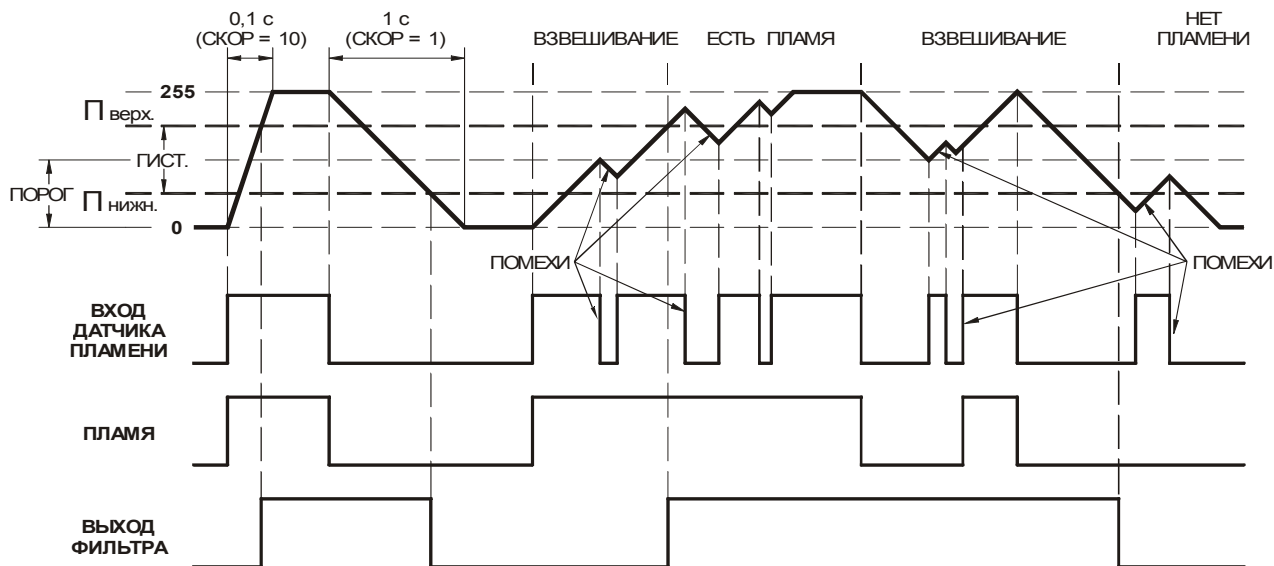 0,1 с
(СКОР = 10)
1 с
(СКОР = 1)
ВЗВЕШИВАНИЕ
ЕСТЬ ПЛАМЯ
ВЗВЕШИВАНИЕ
НЕТ
ПЛАМЕНИ
255
П верх.
ГИСТ.
ПОРОГ
П нижн.
0
ПОМЕХИ
ПОМЕХИ
ВХОД
ДАТЧИКА
ПЛАМЕНИ
ПЛАМЯ
ВЫХОД
ФИЛЬТРА